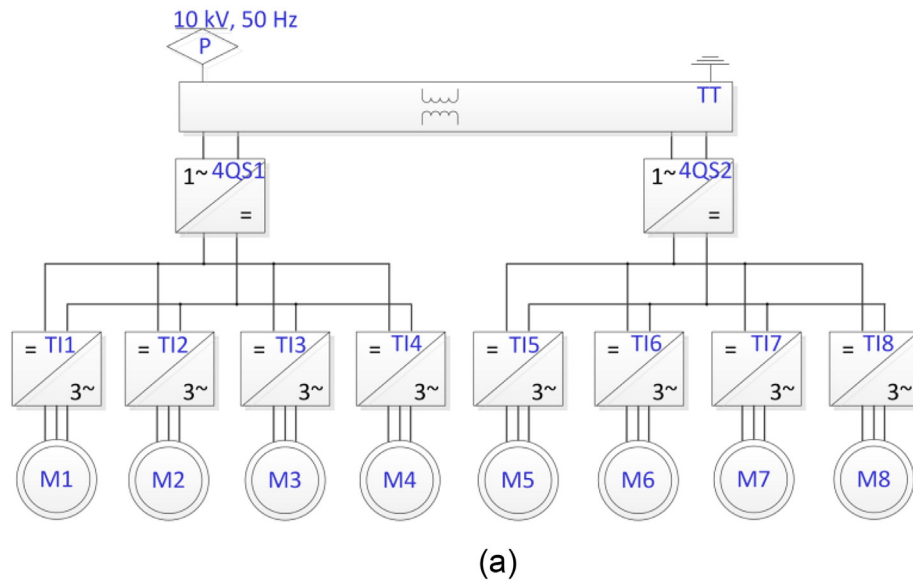 10 kV, 50 Hz
P
TT
1~ 4QS1
=
1~ 4QS2
=
= TI1
3~
= TI2
3~
= TI3
3~
= TI4
3~
= TI5
3~
= TI6
3~
= TI7
3~
= TI8
3~
M1
M2
M3
M4
M5
M6
M7
M8
(a)